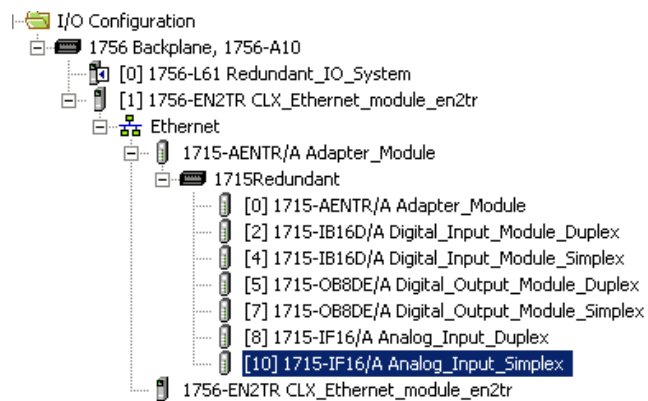 I/O Configuration
1756 Backplane, 1756-A10
[0] 1756-L61 Redundant_IO_System
[1] 1756-EN2TR CLX_Ethernet_module_en2tr
Ethernet
1715-AENTR/A Adapter_Module
1715Redundant
[0] 1715-AENTR/A Adapter_Module
[2] 1715-IB16D/A Digital_Input_Module_Duplex
[4] 1715-IB16D/A Digital_Input_Module_Simplex
[5] 1715-OB8DE/A Digital_Output_Module_Duplex
[7] 1715-OB8DE/A Digital_Output_Module_Simplex
[8] 1715-IF16/A Analog_Input_Duplex
[10] 1715-IF16/A Analog_Input_Simplex
1756-EN2TR CLX_Ethernet_module_en2tr